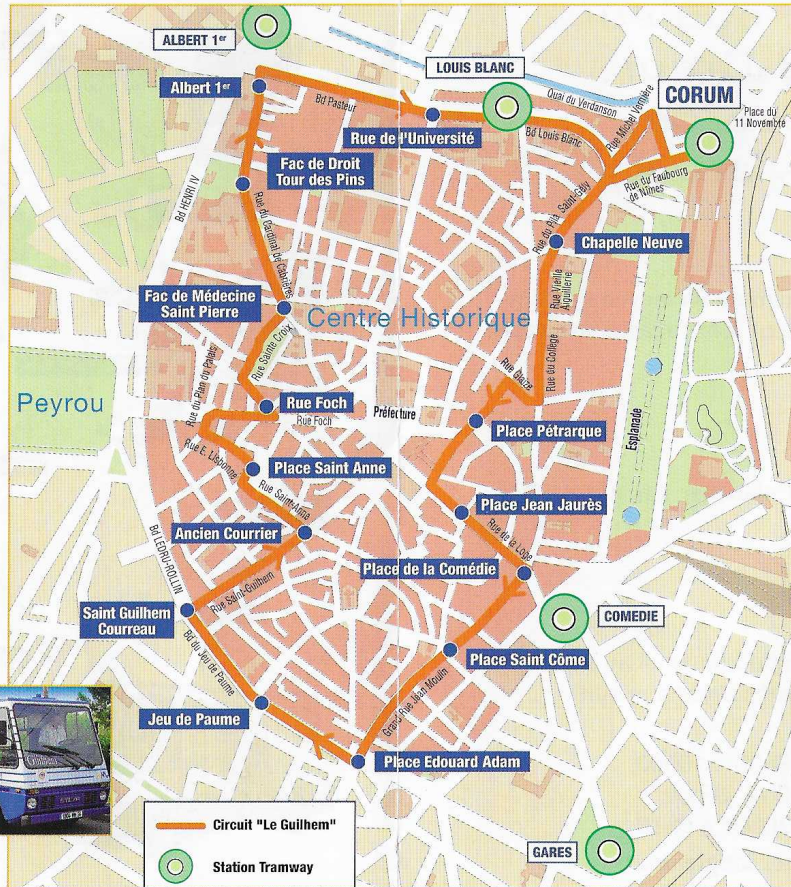 ALBERT 1er
LOUIS BLANC
CORUM
Place du
11 Novembre
Albert 1er
Bd Pasteur
Quai du Verdanson
Rue de l'Université
Bd Louis Blanc
Rue Michel Vernière
Rue du Faubourg
de Nîmes
Fac de Droit
Tour des Pins
Bd HENRI IV
Rue du Cardinal de Cabrières
Rue du Pila Saint-Gély
Chapelle Neuve
Rue Vieille
Aiguillerie
Fac de Médecine
Saint Pierre
Centre Historique
Rue Sainte Croix
Rue du Plan du Palais
Rue Glaize
Rue du Collège
Peyrou
Rue Foch
Rue Foch
Préfecture
Place Pétrarque
Esplanade
Rue E. Lisbonne
Place Saint Anne
Rue Saint-Anne
Place Jean Jaurès
Rue de la Loge
Ancien Courrier
Place de la Comédie
Bd LEDRU-ROLLIN
Rue Saint-Guilhem
Saint Guilhem
Courreau
COMEDIE
Bd du Jeu de Paume
Place Saint Côme
Grand Rue Jean Moulin
Jeu de Paume
Place Edouard Adam
Circuit "Le Guilhem"
Station Tramway
GARES